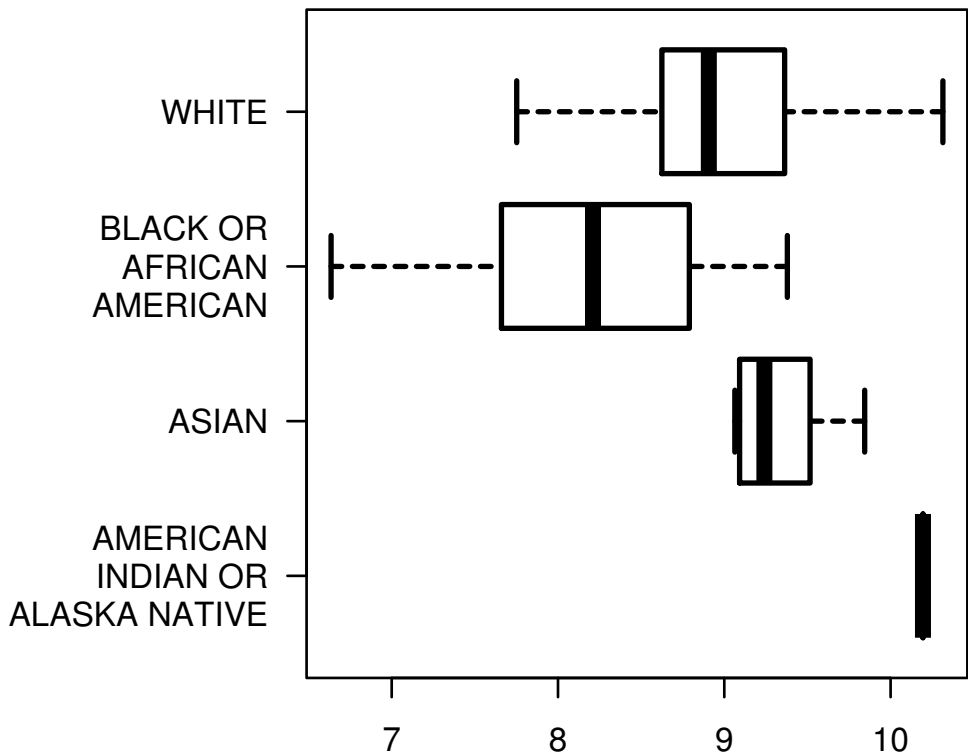 WHITE
BLACK OR
AFRICAN
AMERICAN
ASIAN
AMERICAN
INDIAN OR
ALASKA NATIVE
7 8 9 10